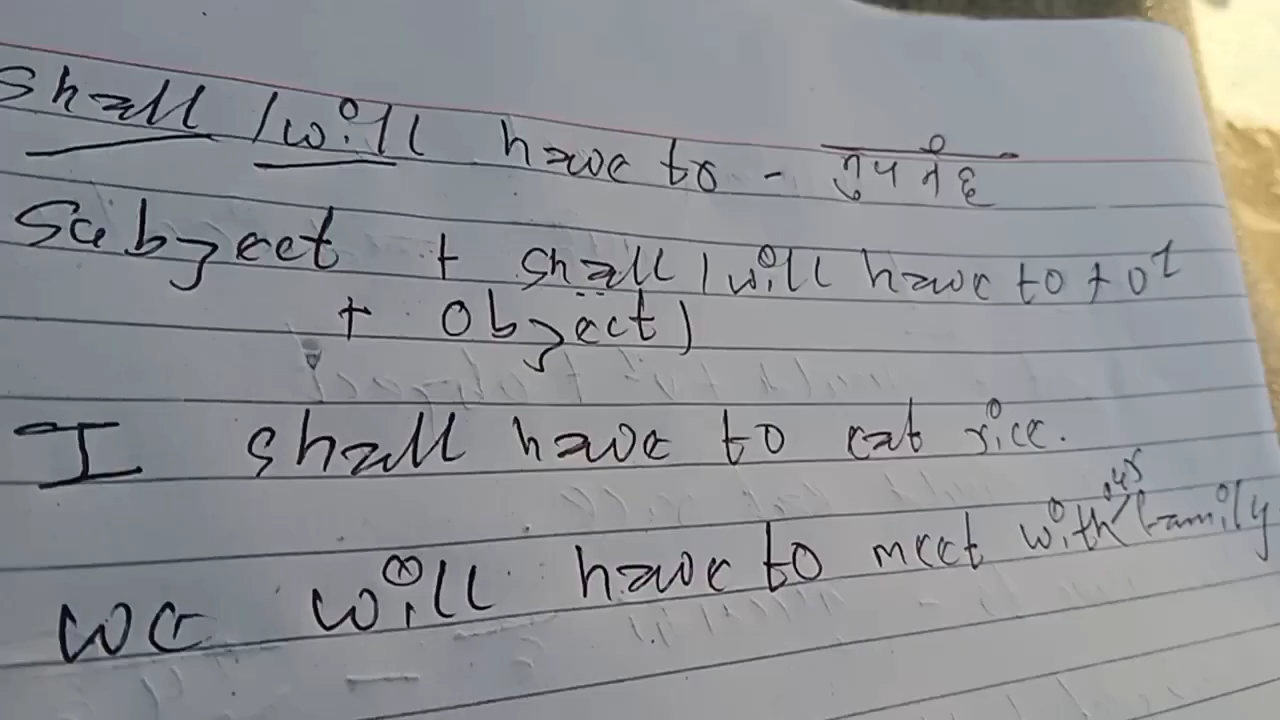 shall / will have to -
Subject + shall / will have to + v1
+ Object)
I shall have to eat rice.
we will have to meet with our family